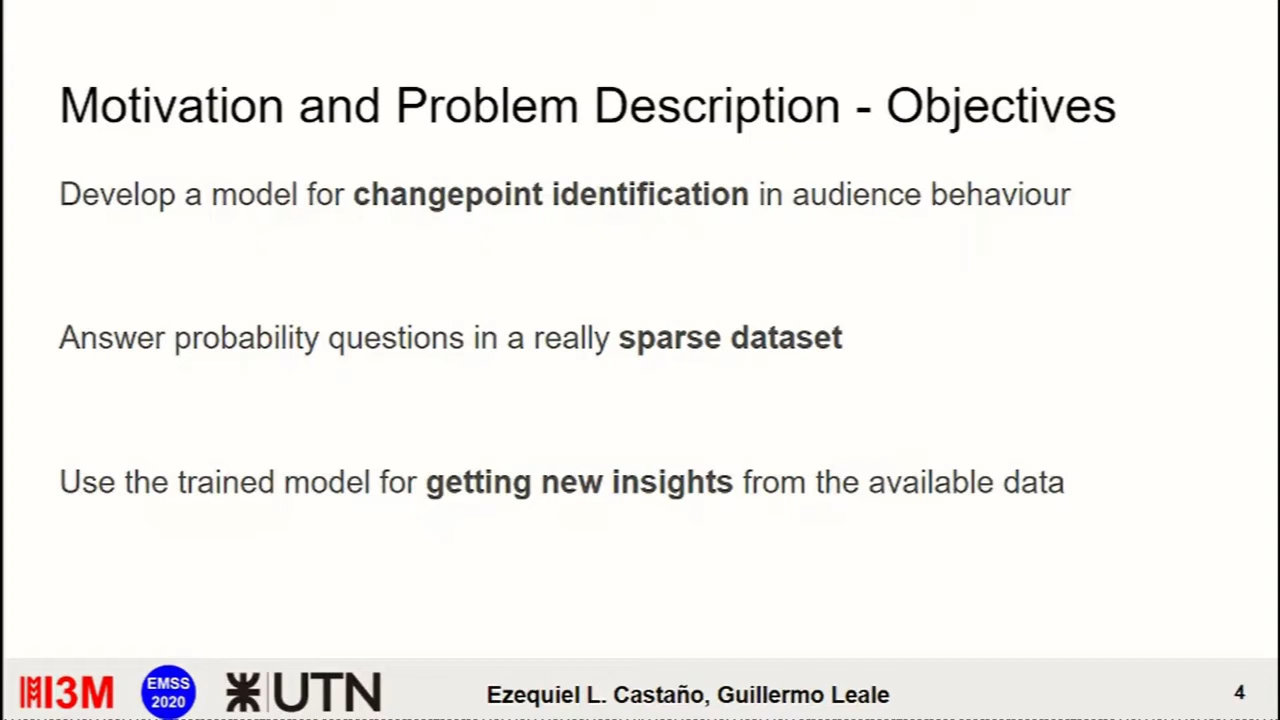 Motivation and Problem Description - Objectives
Develop a model for changepoint identification in audience behaviour
Answer probability questions in a really sparse dataset
Use the trained model for getting new insights from the available data
I3M
EMSS
2020
UTN
Ezequiel L. Castaño, Guillermo Leale
4